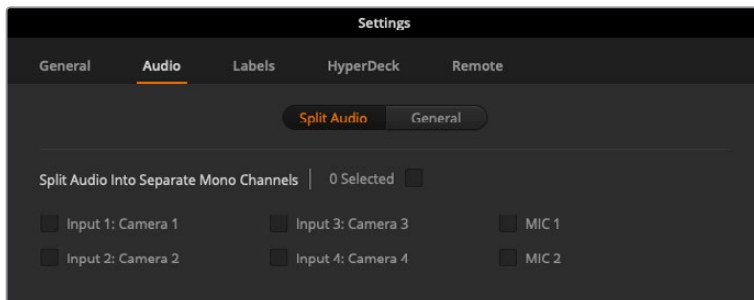 Settings
General Audio Labels HyperDeck Remote
Split Audio General
Split Audio Into Separate Mono Channels 0 Selected
Input 1: Camera 1 Input 3: Camera 3 MIC 1
Input 2: Camera 2 Input 4: Camera 4 MIC 2